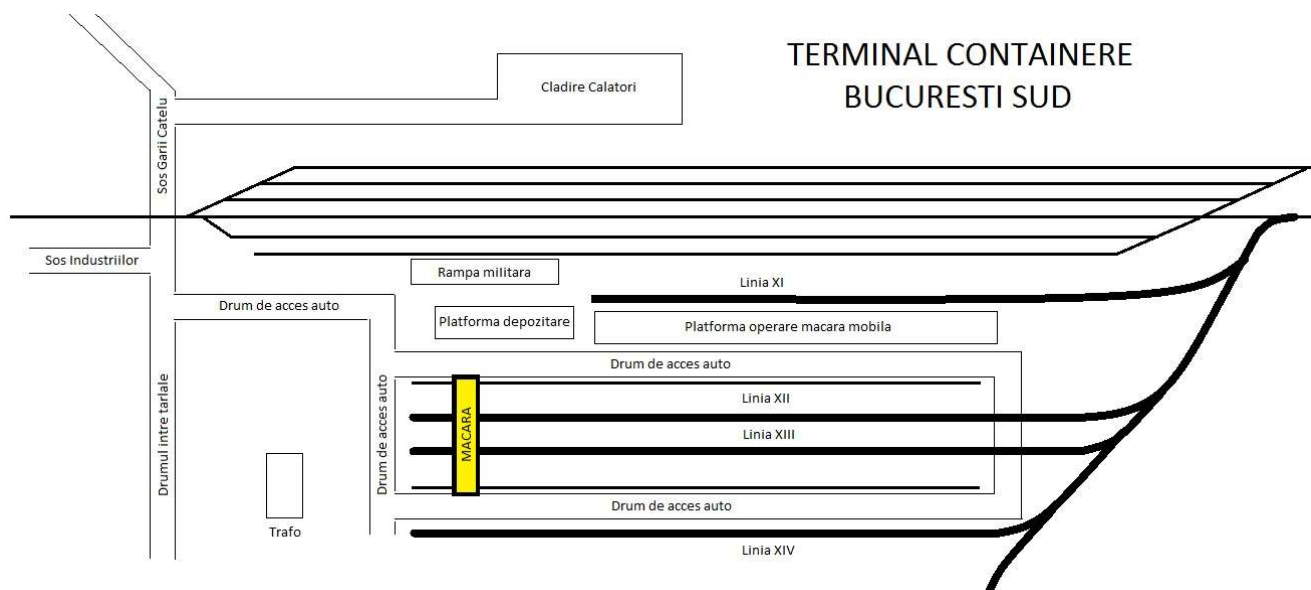 TERMINAL CONTAINERE
BUCURESTI SUD
Cladire Calatori
Sos Garii Catelu
Sos Industriilor
Rampa militara
Linia XI
Drum de acces auto
Platforma depozitare
Platforma operare macara mobila
Drum de acces auto
Drumul intre tarlale
Drum de acces auto
MACARA
Linia XII
Linia XIII
Drum de acces auto
Trafo
Linia XIV